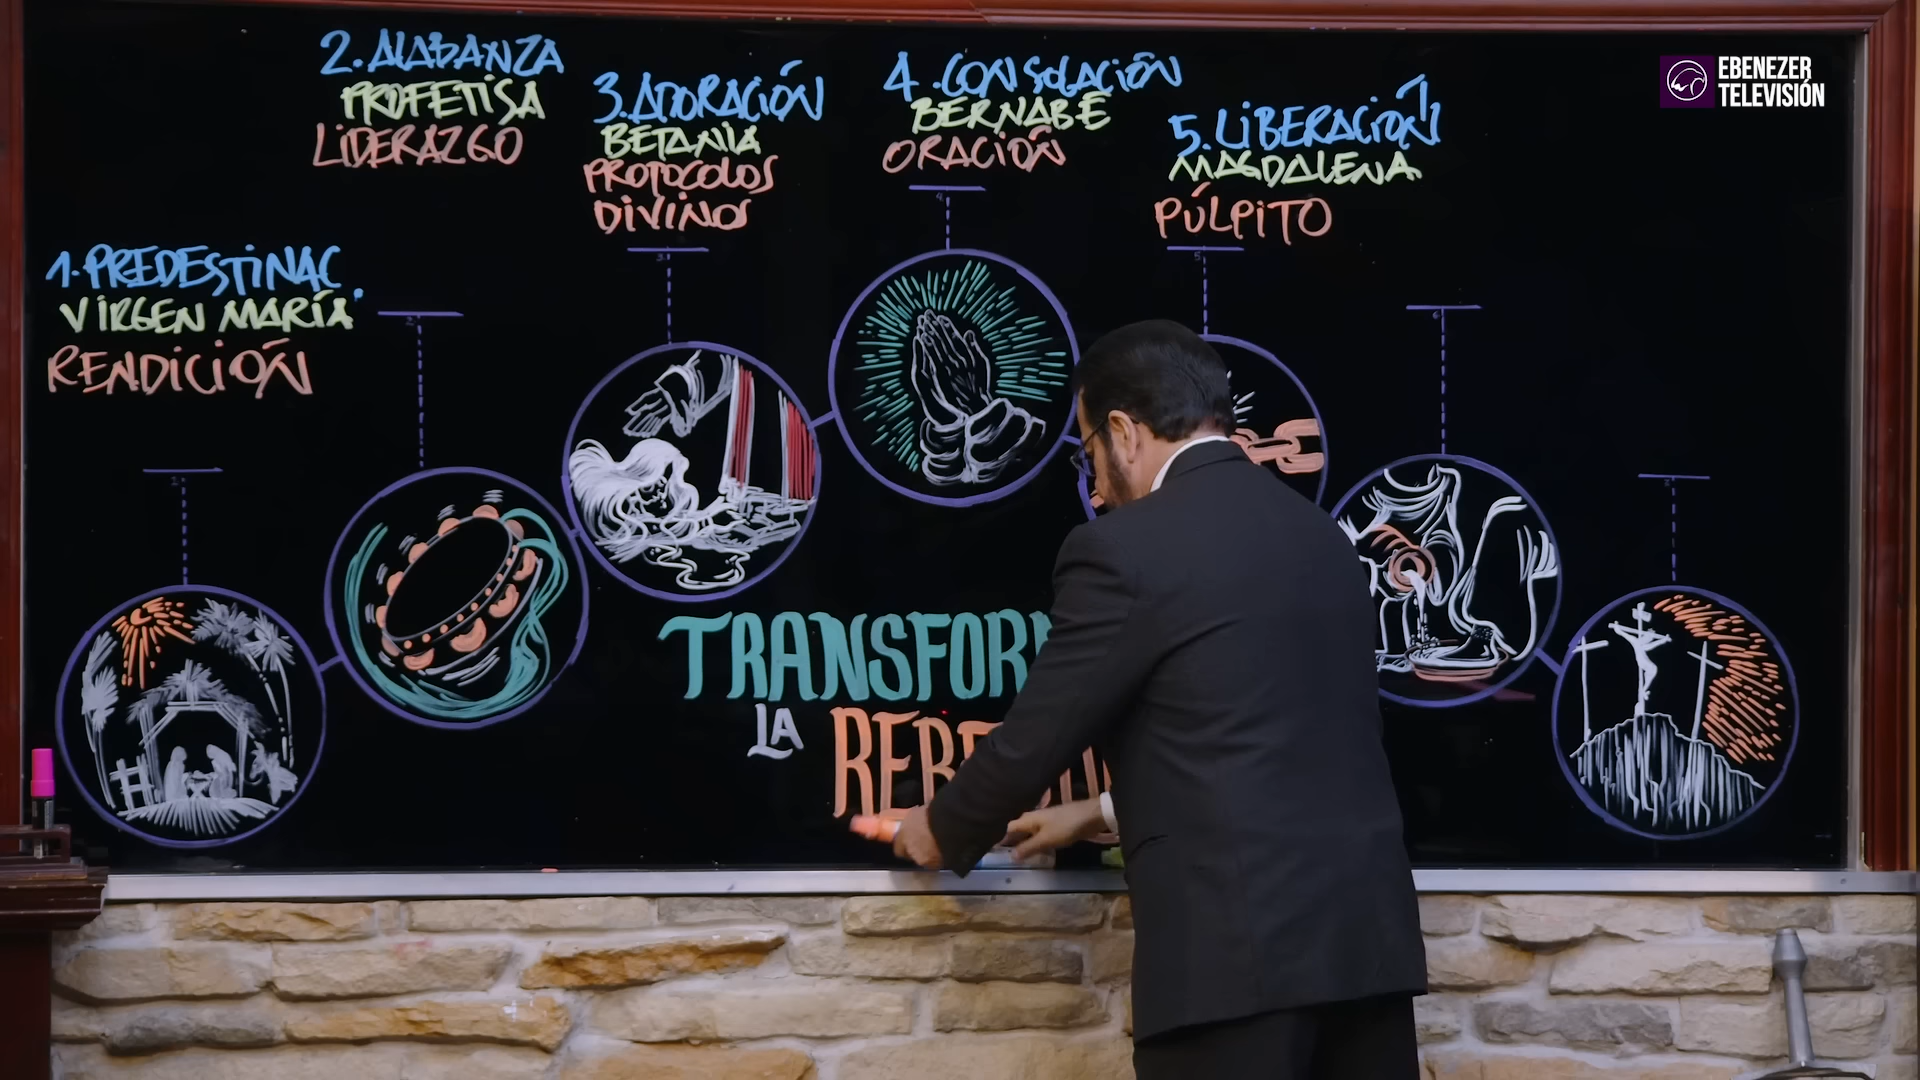 1. PREDESTINAC.
VIRGEN MARÍA
RENDICIÓN
2. ALABANZA
PROFETISA
LIDERAZGO
3. ADORACIÓN
BETANIA
PROTOCOLOS
DIVINOS
4. CONSOLACIÓN
BERNABÉ
ORACIÓN
5. LIBERACIÓN
MAGDALENA
PÚLPITO
EBENEZER
TELEVISIÓN
TRANSFOR
LA